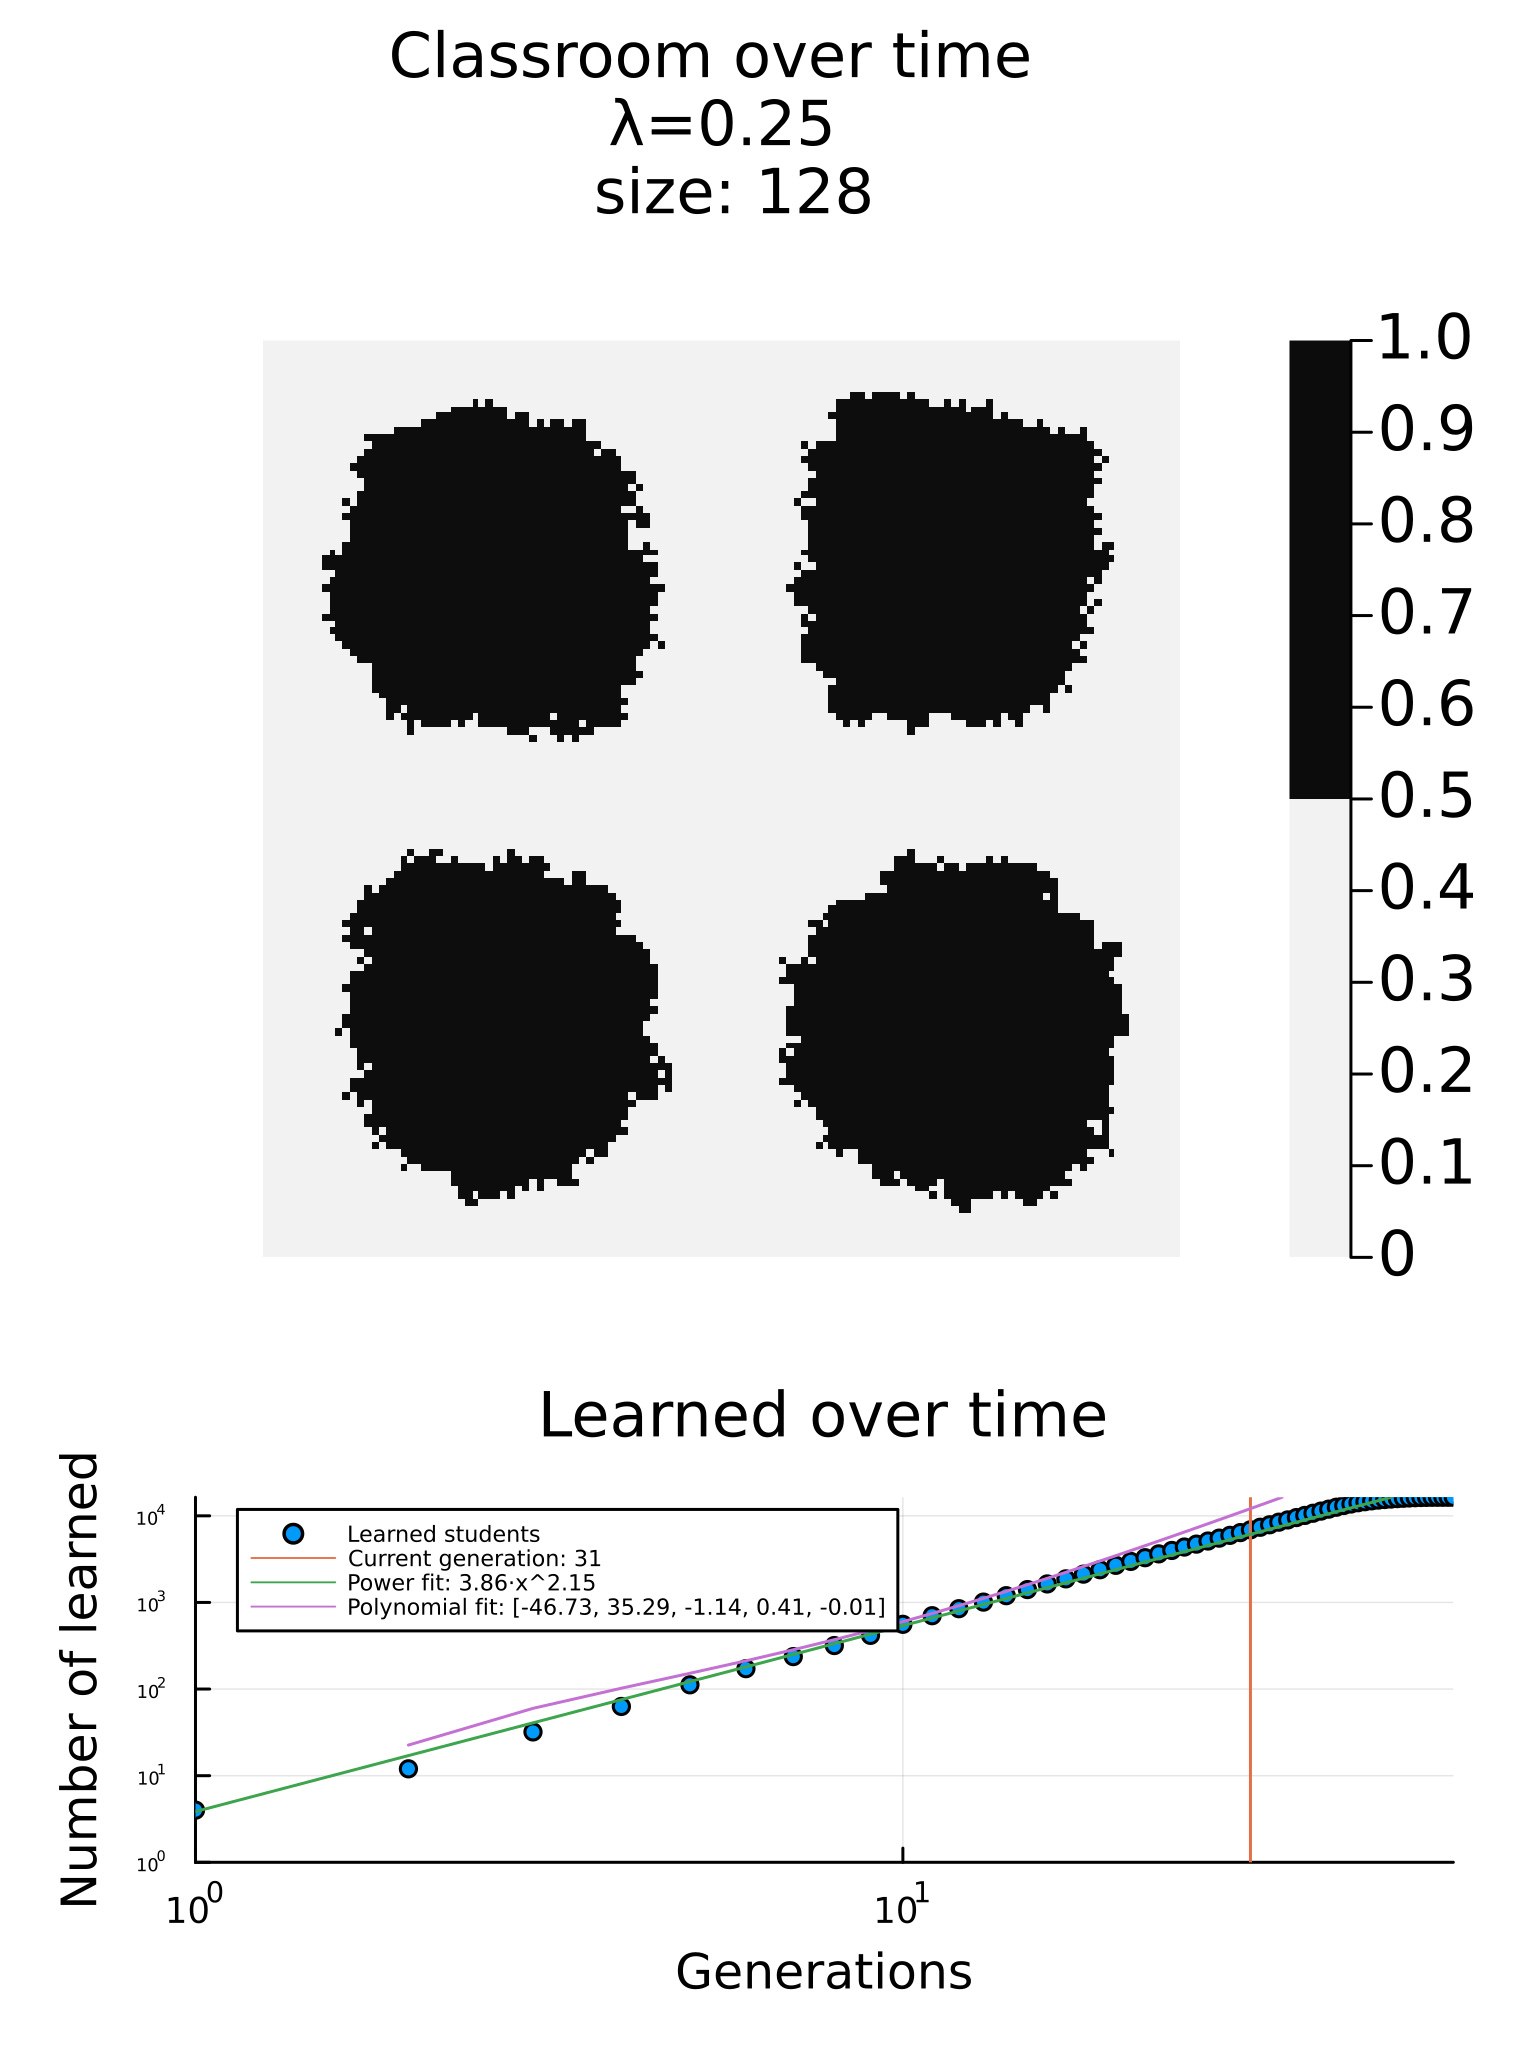 Classroom over time
λ=0.25
size: 128
1.0
0.9
0.8
0.7
0.6
0.5
0.4
0.3
0.2
0.1
0
Learned over time
Number of learned
10^4
10^3
10^2
10^1
10^0
Learned students
Current generation: 31
Power fit: 3.86·x^2.15
Polynomial fit: [-46.73, 35.29, -1.14, 0.41, -0.01]
10^0
10^1
Generations